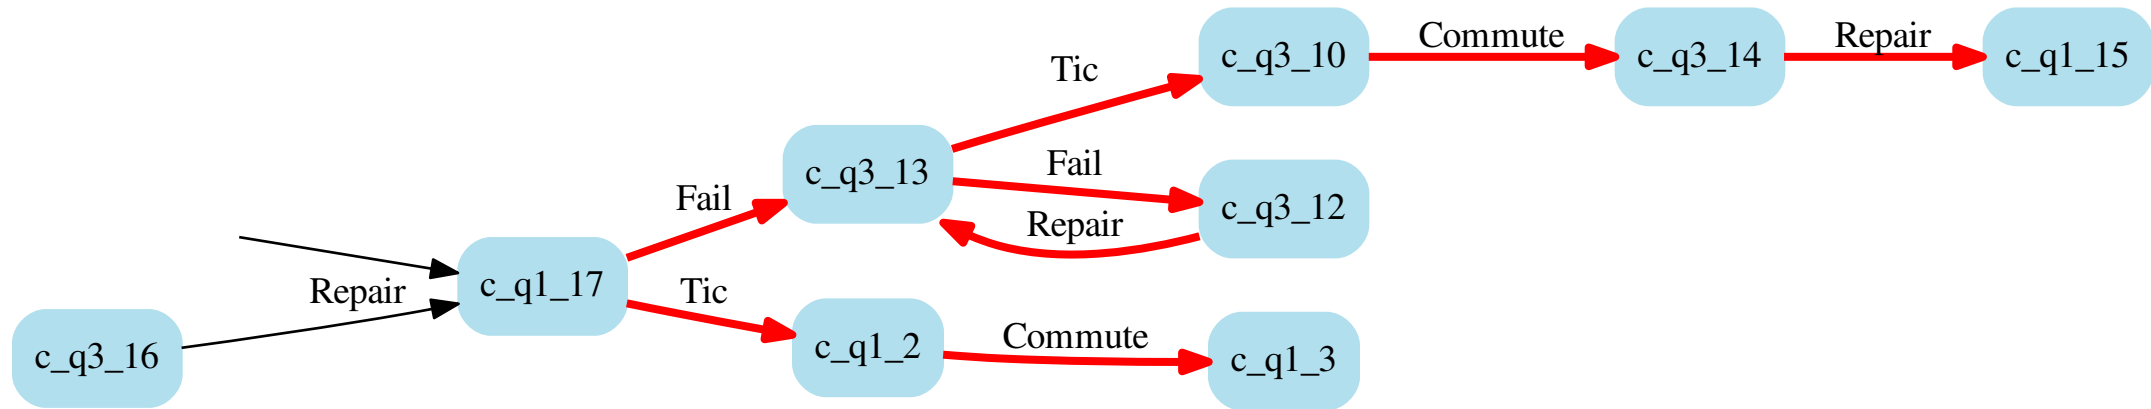 c_q3_10
Commute
c_q3_14
Repair
c_q1_15
Tic
c_q3_13
Fail
c_q3_12
Repair
Fail
c_q1_17
Repair
c_q3_16
Tic
c_q1_2
Commute
c_q1_3